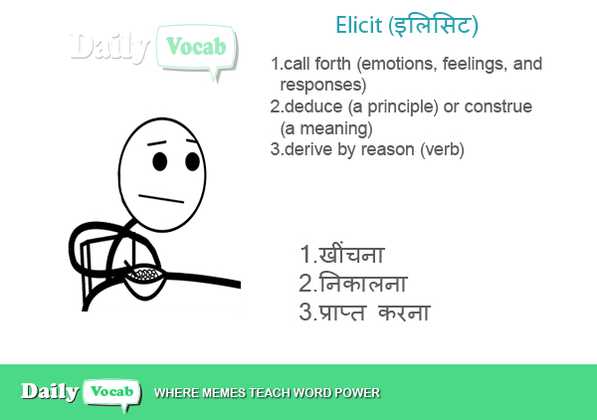 Daily Vocab
Elicit (इलिसिट)
1.call forth (emotions, feelings, and
responses)
2.deduce (a principle) or construe
(a meaning)
3.derive by reason (verb)
1.खींचना
2.निकालना
3.प्राप्त करना
Daily Vocab WHERE MEMES TEACH WORD POWER